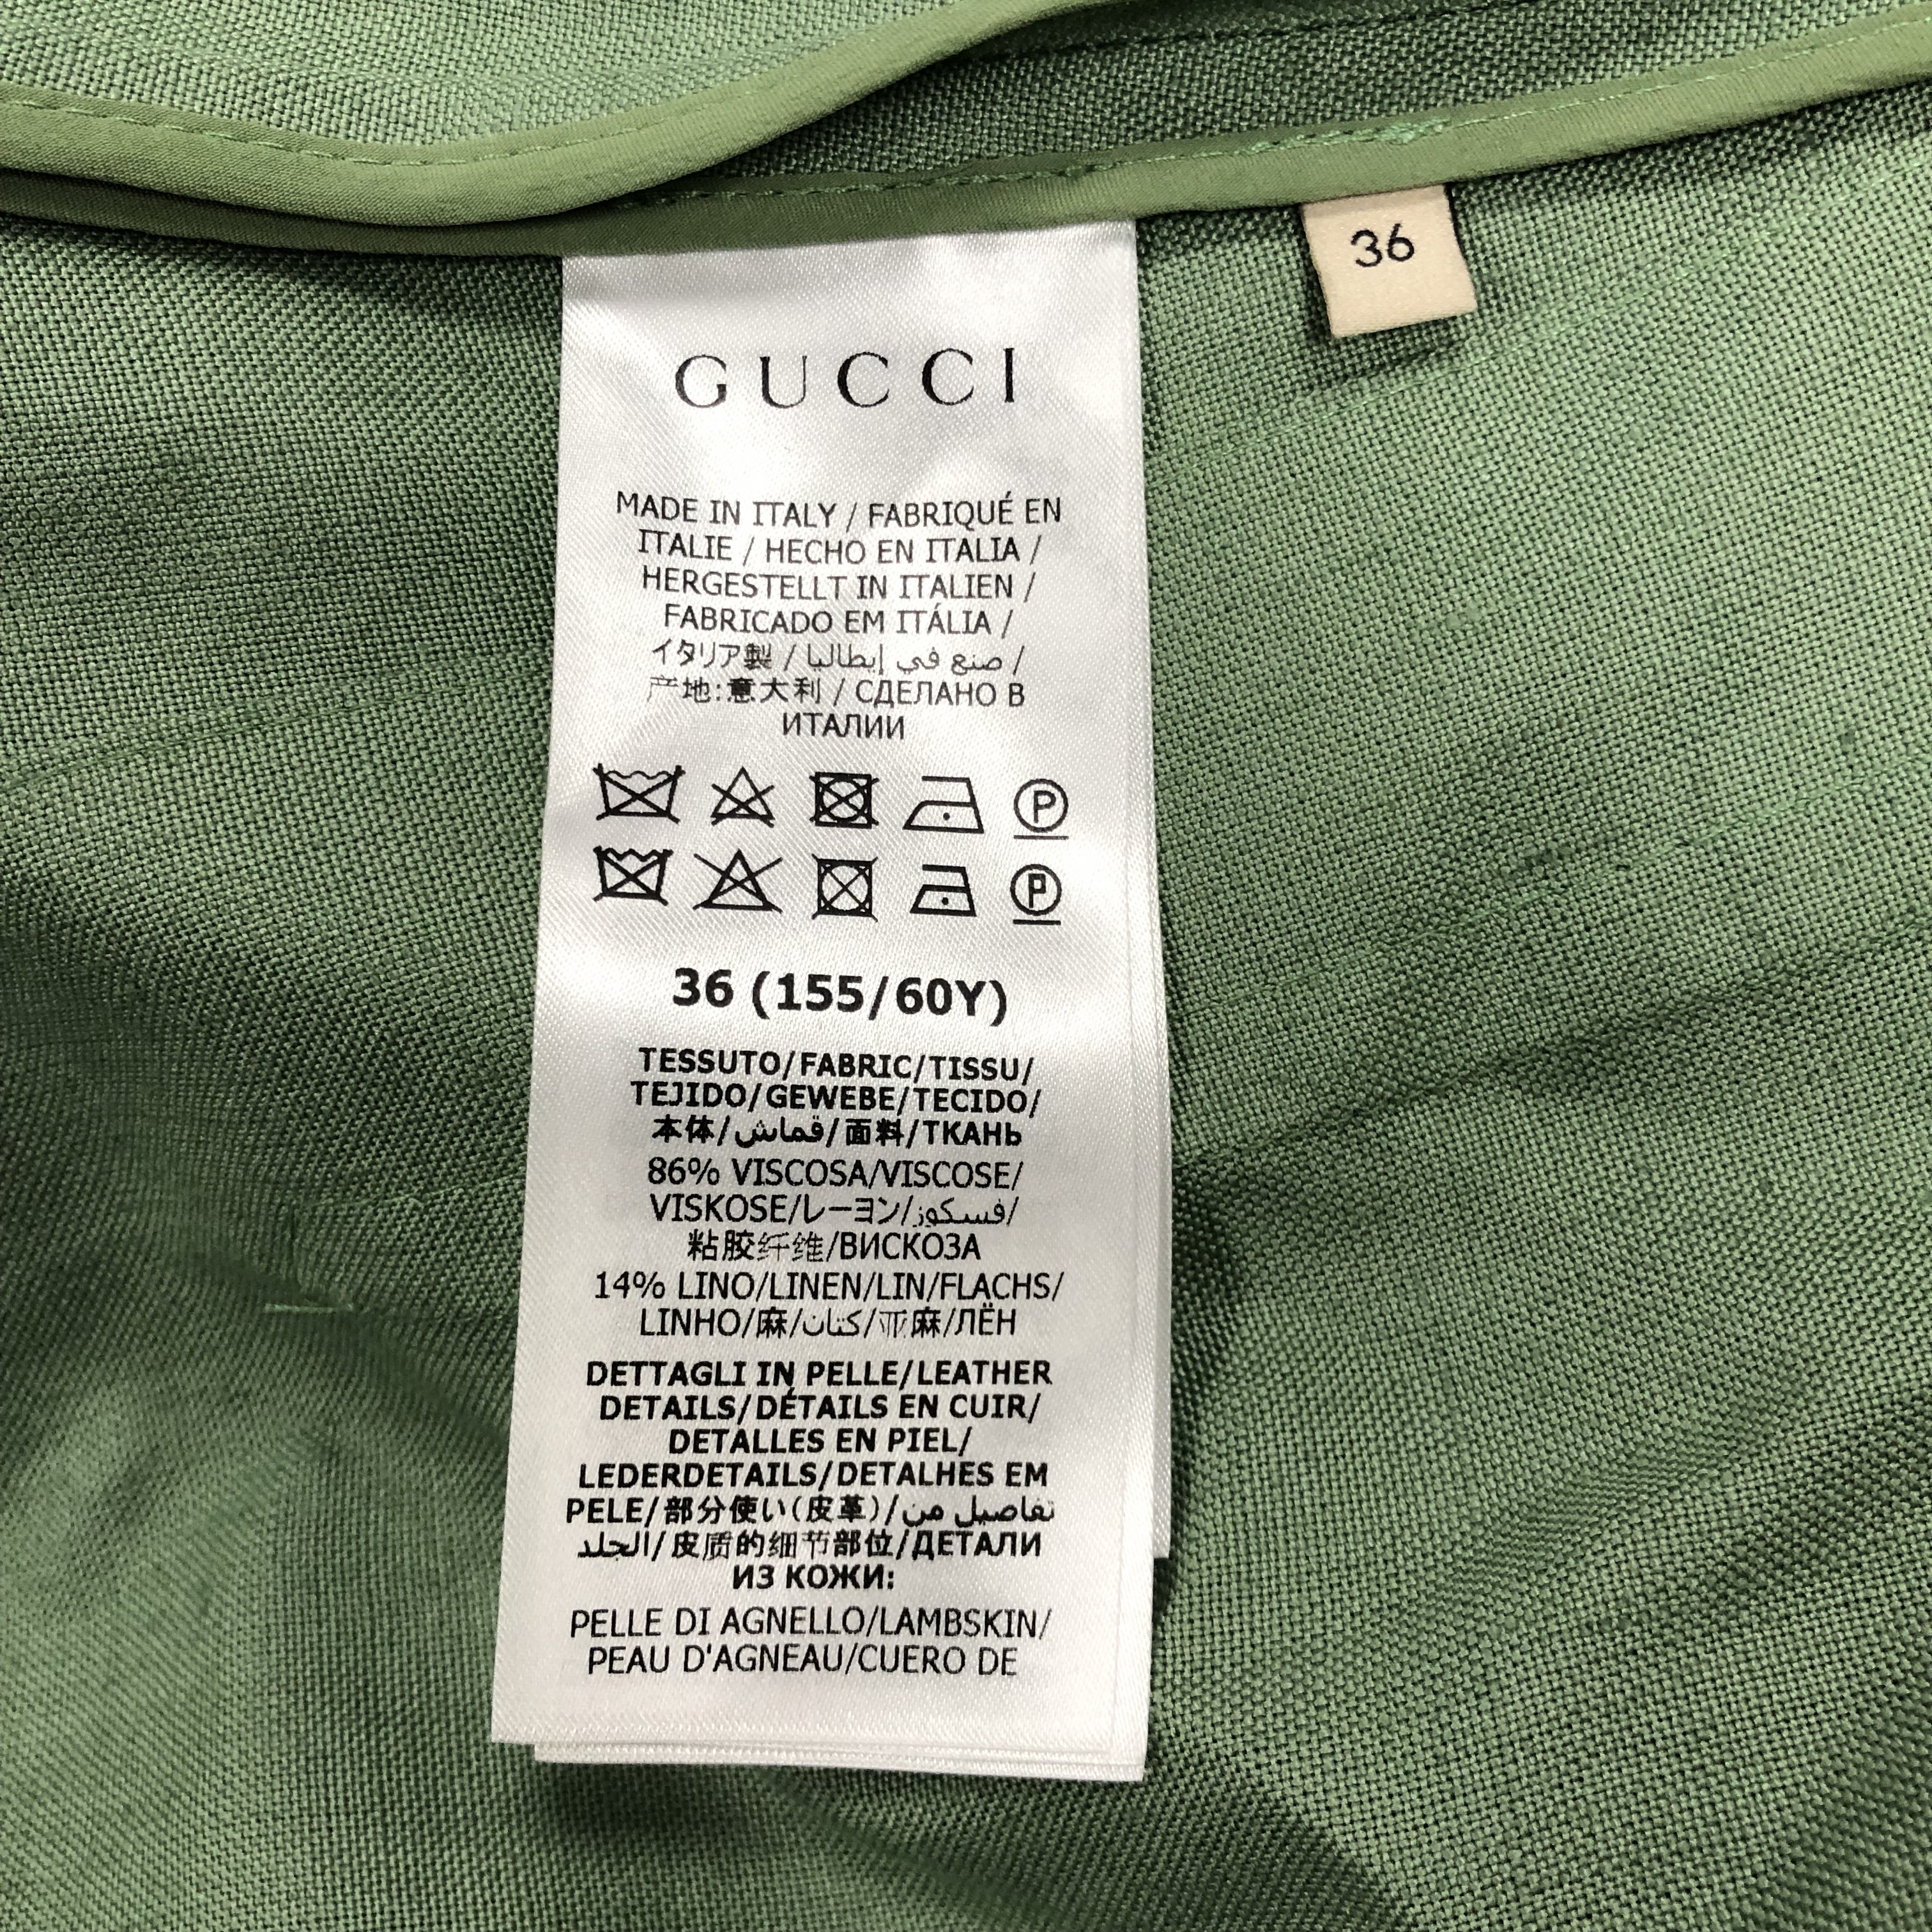 36
GUCCI
MADE IN ITALY / FABRIQUÉ EN
ITALIE / HECHO EN ITALIA /
HERGESTELLT IN ITALIEN /
FABRICADO EM ITÁLIA /
イタリア製 / صنع في إيطاليا /
产地:意大利 / СДЕЛАНО В
ИТАЛИИ
P
P
36 (155/60Y)
TESSUTO/FABRIC/TISSU/
TEJIDO/GEWEBE/TECIDO/
本体/قماش/面料/ТКАНЬ
86% VISCOSA/VISCOSE/
VISKOSE/レーヨン/فسكوز/
粘胶纤维/ВИСКОЗА
14% LINO/LINEN/LIN/FLACHS/
LINHO/麻/كتان/亚麻/ЛЁН
DETTAGLI IN PELLE/LEATHER
DETAILS/DÉTAILS EN CUIR/
DETALLES EN PIEL/
LEDERDETAILS/DETALHES EM
PELE/部分使い(皮革)/تفاصيل من
الجلد/皮质的细节部位/ДЕТАЛИ
ИЗ КОЖИ:
PELLE DI AGNELLO/LAMBSKIN/
PEAU D'AGNEAU/CUERO DE